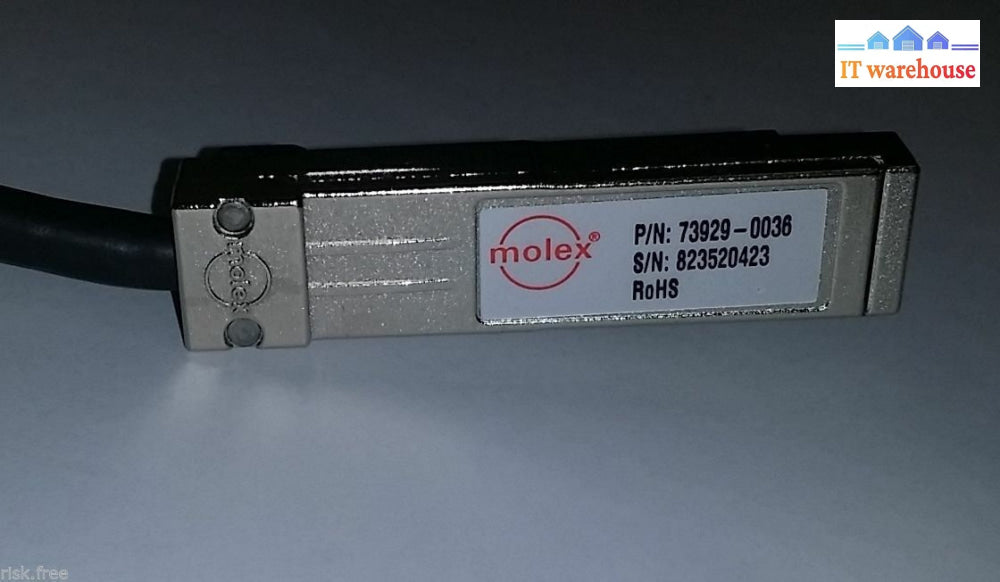 IT warehouse
molex®
P/N: 73929-0036
S/N: 823520423
RoHS
molex
risk.free